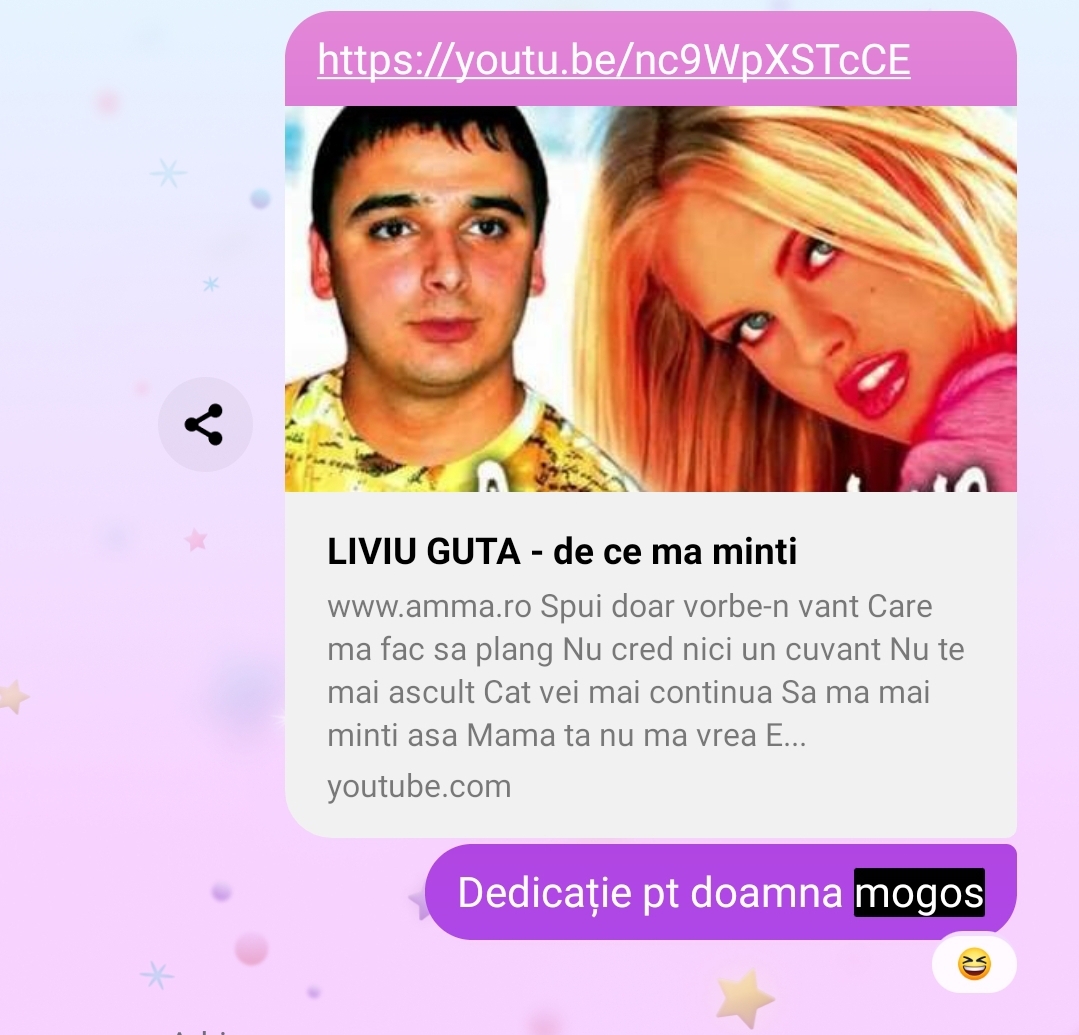 https://youtu.be/nc9WpXSTcCE
LIVIU GUTA - de ce ma minti
www.amma.ro Spui doar vorbe-n vant Care
ma fac sa plang Nu cred nici un cuvant Nu te
mai ascult Cat vei mai continua Sa ma mai
minti asa Mama ta nu ma vrea E...
youtube.com
Dedicație pt doamna mogos